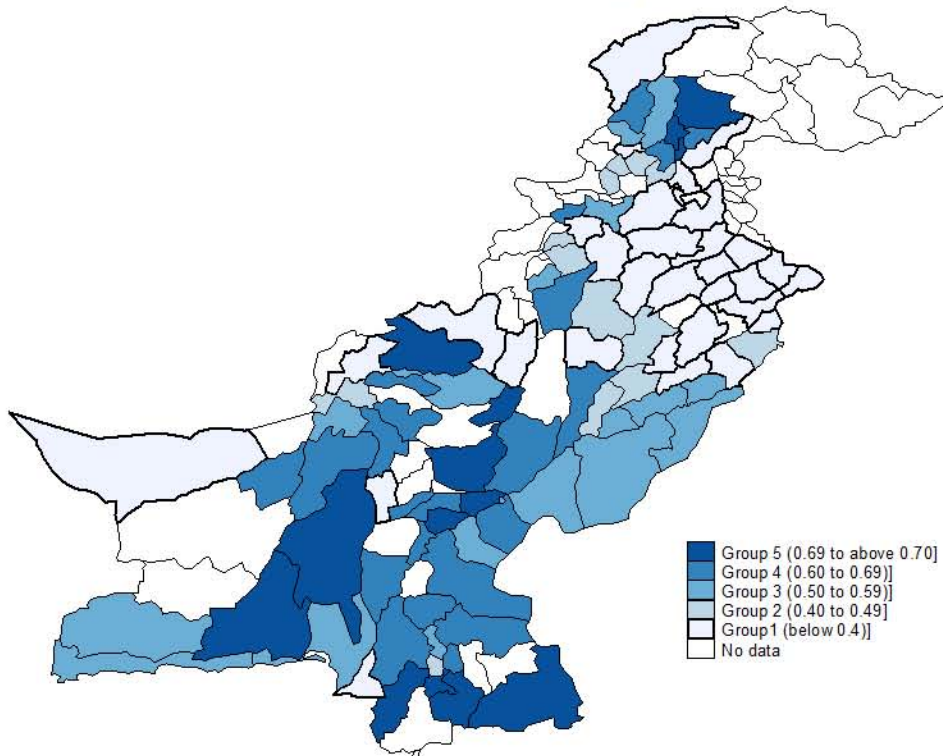 Group 5 (0.69 to above 0.70]
Group 4 (0.60 to 0.69)]
Group 3 (0.50 to 0.59)]
Group 2 (0.40 to 0.49]
Group1 (below 0.4)]
No data